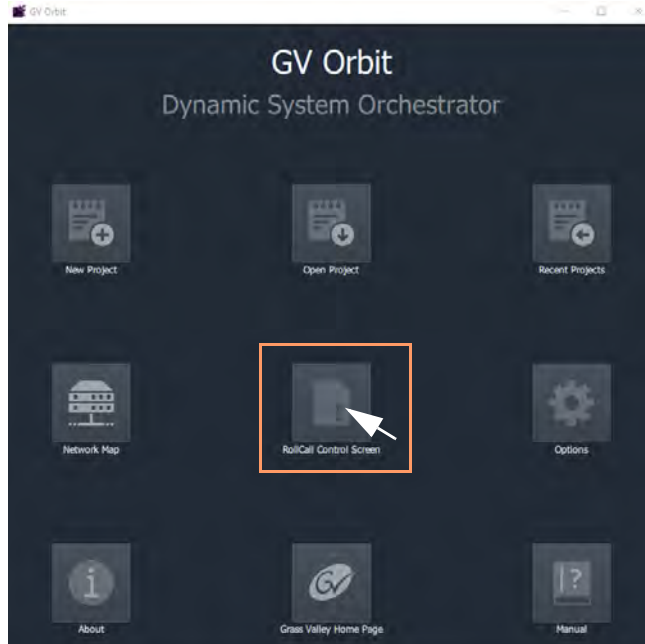 GV Orbit
GV Orbit
Dynamic System Orchestrator
New Project
Open Project
Recent Projects
Network Map
RollCall Control Screen
Options
i
GV
?
About
Grass Valley Home Page
Manual